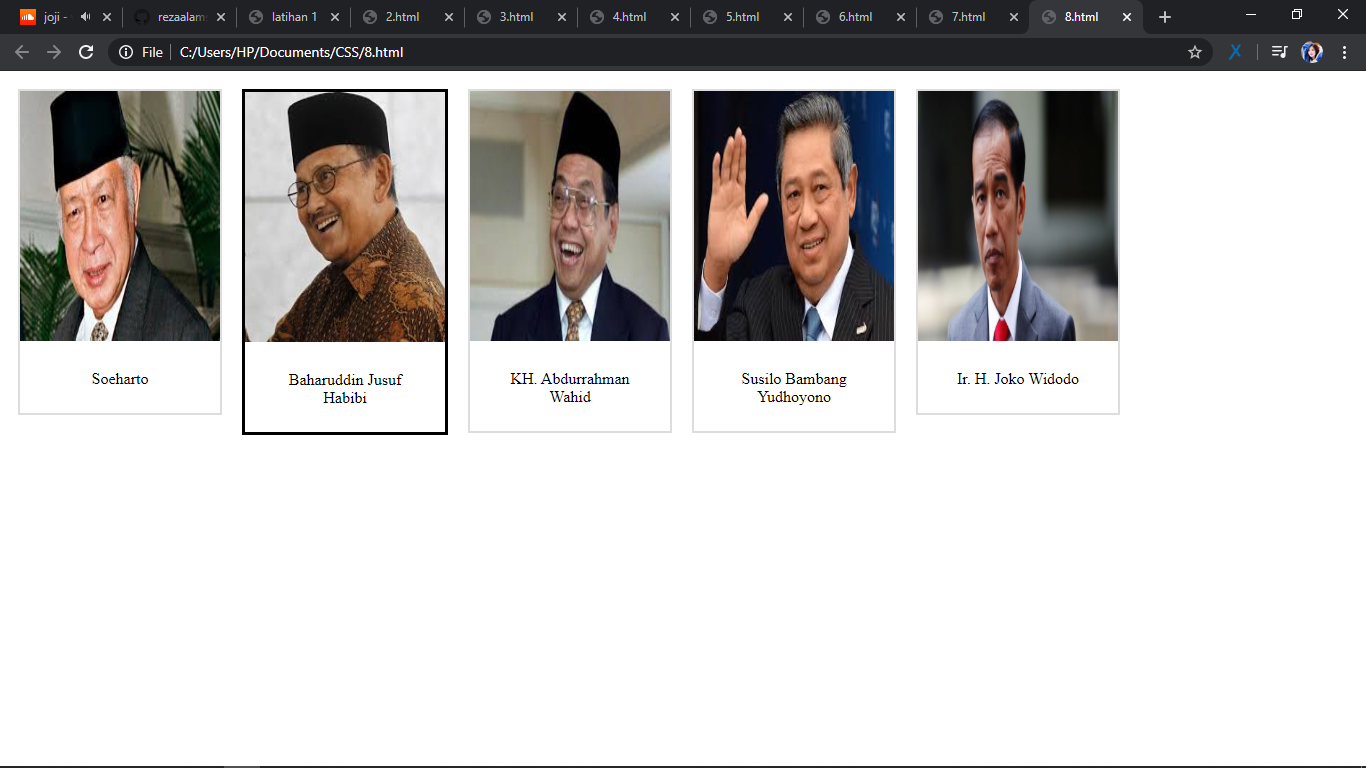 joji -
rezaalam
latihan 1
2.html
3.html
4.html
5.html
6.html
7.html
8.html
File
C:/Users/HP/Documents/CSS/8.html
Soeharto
Baharuddin Jusuf
Habibi
KH. Abdurrahman
Wahid
Susilo Bambang
Yudhoyono
Ir. H. Joko Widodo